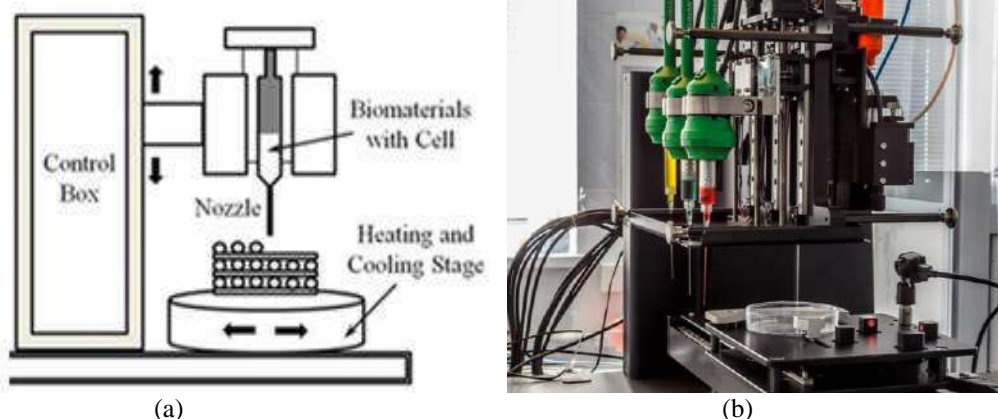 Control
Box
Biomaterials
with Cell
Nozzle
Heating and
Cooling Stage
(a)
(b)